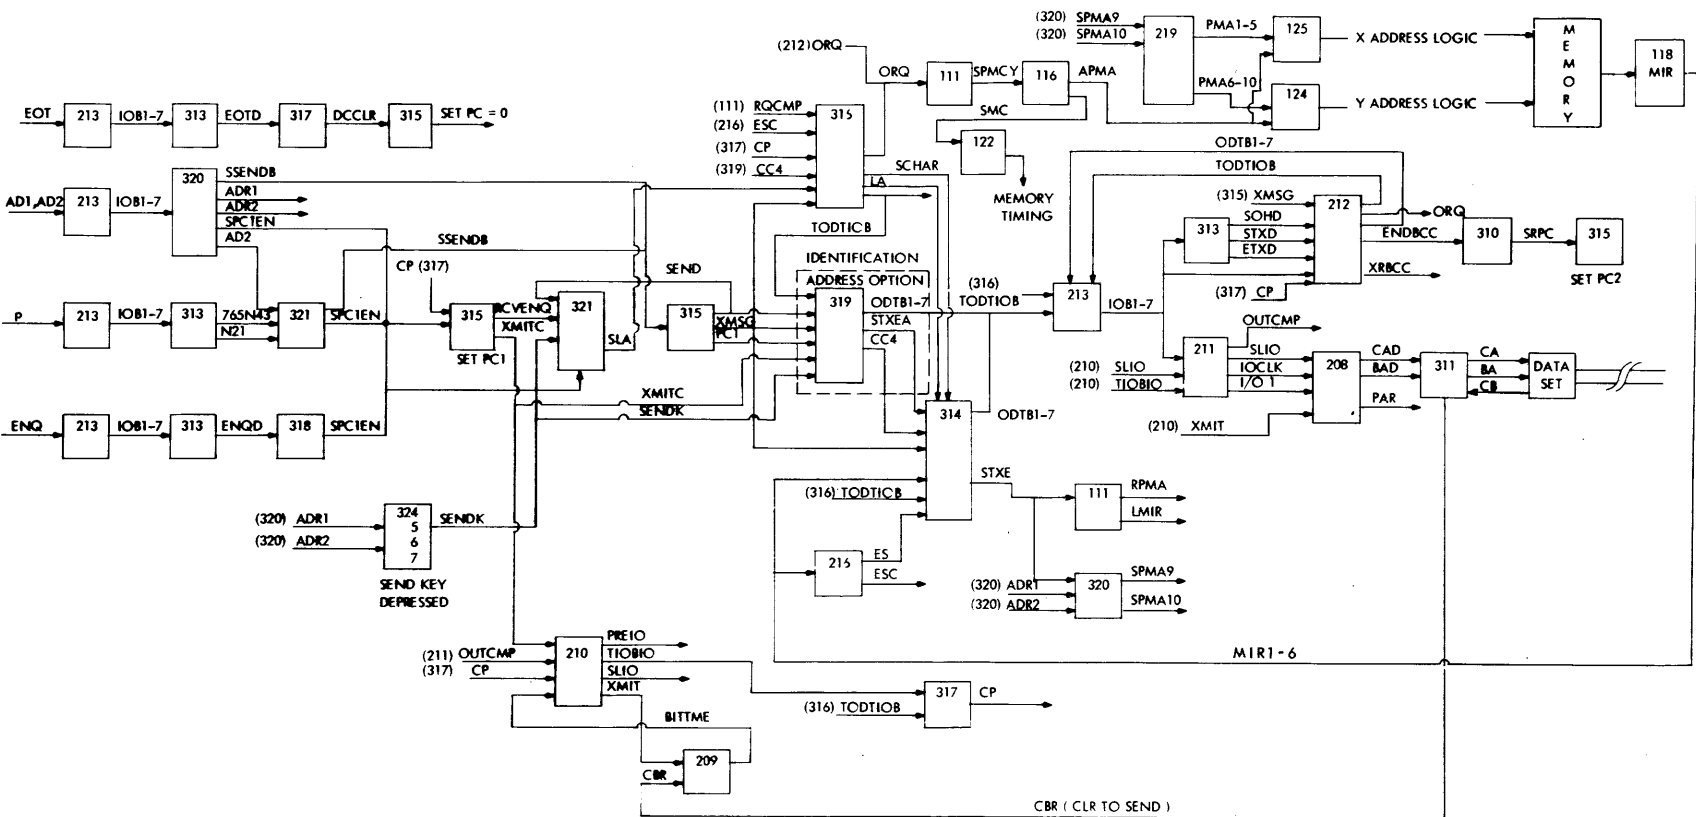 EOT
213
IOB1-7
313
EOTD
317
DCCLR
315
SET PC = 0
AD1,AD2
213
IOB1-7
320
SSENDB
ADR1
ADR2
SPC1EN
AD2
P
213
IOB1-7
313
765N43
N21
321
SPC1EN
SSENDB
CP (317)
315
SET PC1
RCVENQ
XMITC
321
SLA
SEND
315
XMSG
PC1
ENQ
213
IOB1-7
313
ENQD
318
SPC1EN
(320) ADR1
(320) ADR2
324
5
6
7
SENDK
SEND KEY
DEPRESSED
XMITC
SENDK
(212) ORQ
ORQ
(111) RQCMP
(216) ESC
(317) CP
(319) CC4
316
SCHAR
LA
TODTICB
111
SPMCY
116
APMA
SMC
122
MEMORY
TIMING
(320) SPMA9
(320) SPMA10
219
PMA1-5
PMA6-10
125
124
X ADDRESS LOGIC
Y ADDRESS LOGIC
MEMORY
118
MIR
IDENTIFICATION
ADDRESS OPTION
319
ODTB1-7
STXEA
CC4
(316)
TODTIOB
213
IOB1-7
ODTB1-7
TODTIOB
313
SOHD
STXD
ETXD
(315) XMSG
(317) CP
212
ORQ
ENDBCC
XRBCC
310
SRPC
315
SET PC2
OUTCMP
(210) SLIO
(210) TIOBIO
211
SLIO
IOCLK
I/O 1
(210) XMIT
208
CAD
BAD
PAR
311
CA
BA
CB
DATA
SET
314
ODTB1-7
STXE
(316) TODTICB
216
ES
ESC
111
RPMA
LMIR
(320) ADR1
(320) ADR2
320
SPMA9
SPMA10
MIR1-6
(211) OUTCMP
(317) CP
210
PREIO
TIOBIO
SLIO
XMIT
BITTME
CBR
209
(316) TODTIOB
317
CP
CBR ( CLR TO SEND )